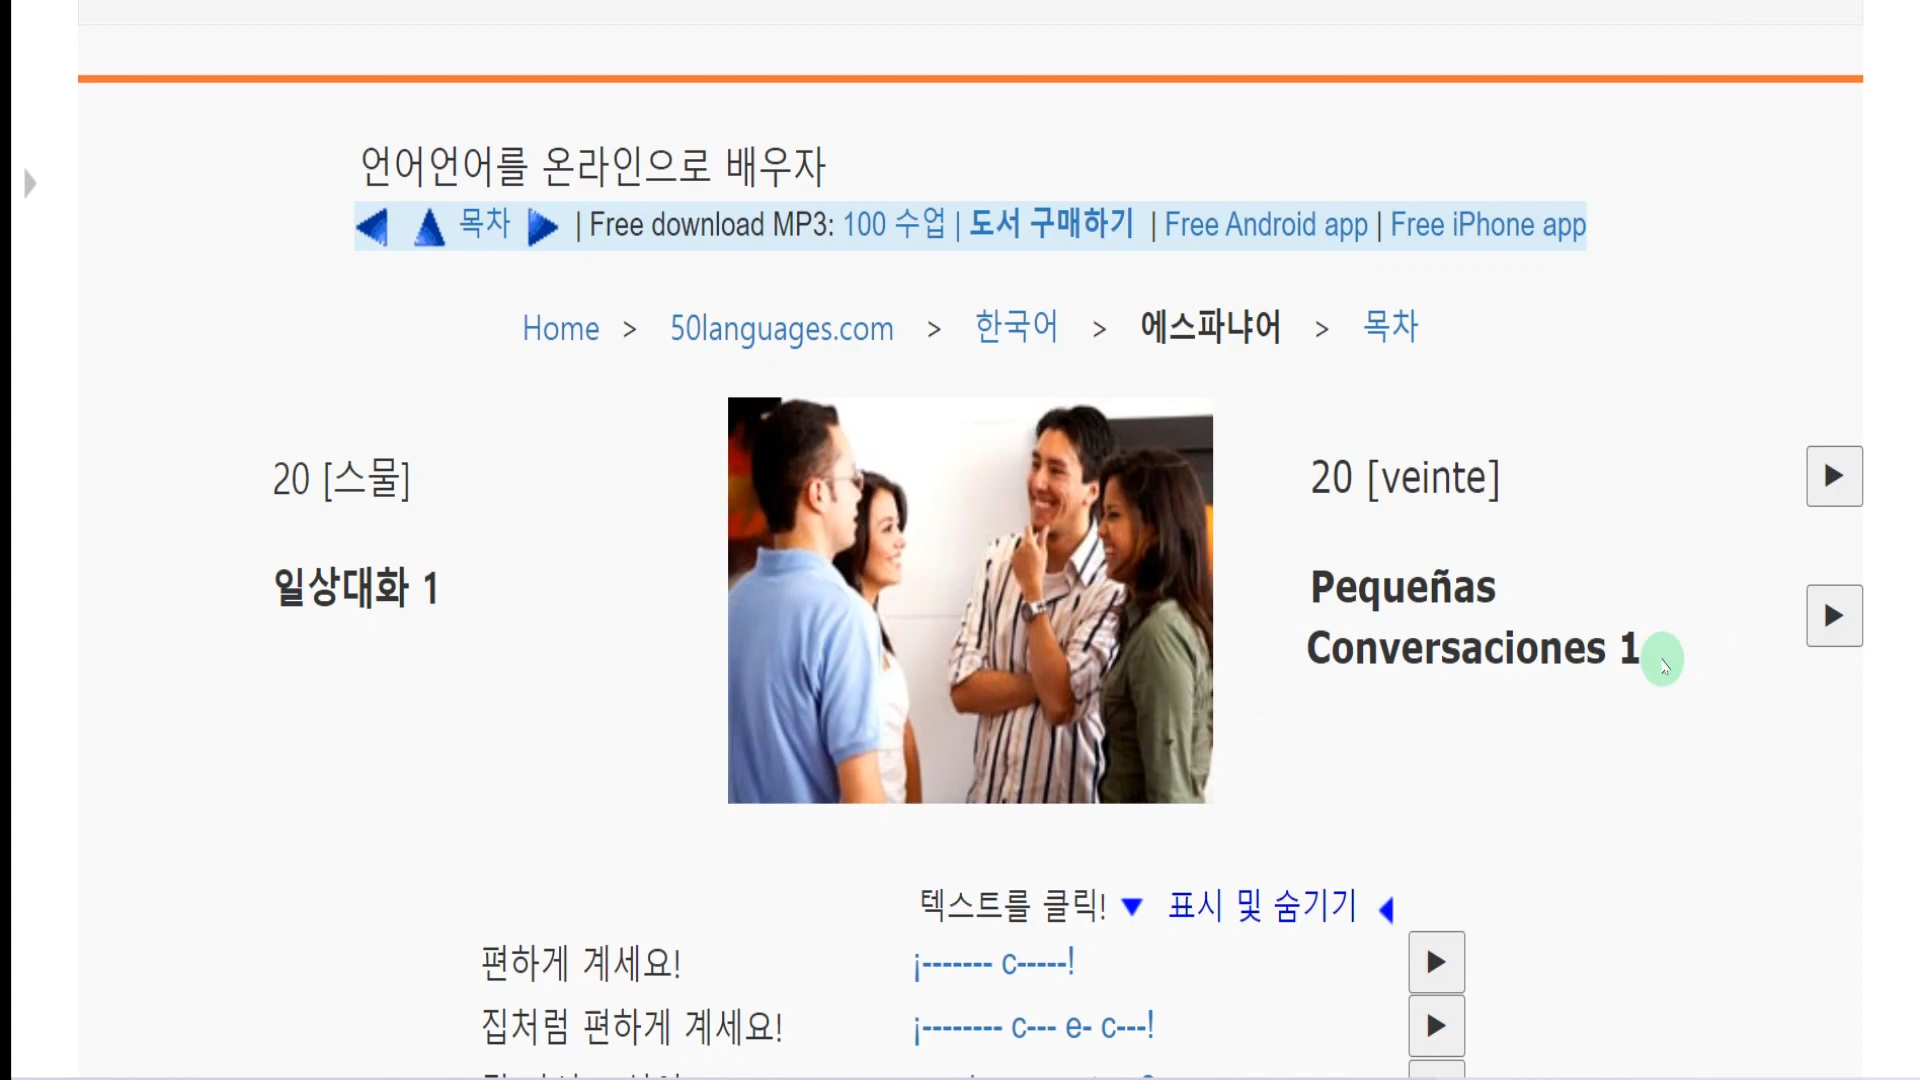 언어언어를 온라인으로 배우자
목차 | Free download MP3: 100 수업 | 도서 구매하기 | Free Android app | Free iPhone app
Home > 50languages.com > 한국어 > 에스파냐어 > 목차
20 [스물]
20 [veinte]
일상대화 1
Pequeñas
Conversaciones 1
텍스트를 클릭! 표시 및 숨기기
편하게 계세요! ¡------- c-----!
집처럼 편하게 계세요! ¡-------- c--- e- c---!